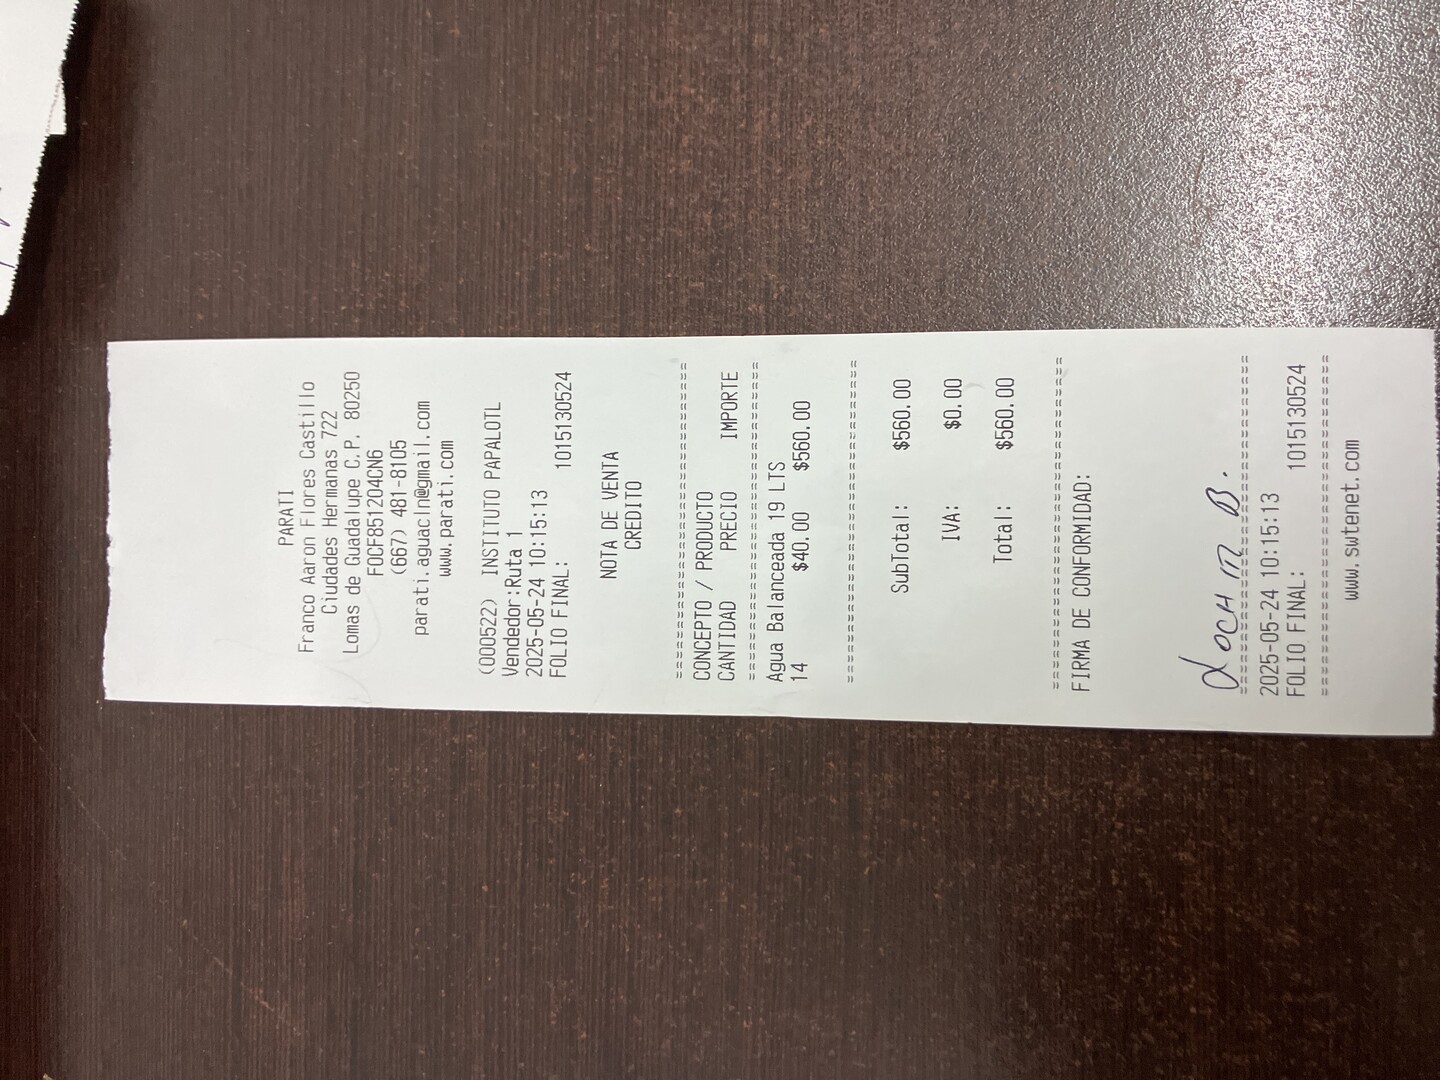 PARATI
Franco Aaron Flores Castillo
Ciudades Hermanas 722
Lomas de Guadalupe C.P. 80250
FOCF851204CN6
(667) 481-8105
parati.aguacln@gmail.com
www.parati.com
(000522) INSTITUTO PAPALOTL
Vendedor:Ruta 1
2025-05-24 10:15:13
FOLIO FINAL: 1015130524
NOTA DE VENTA
CREDITO
===============================
CONCEPTO / PRODUCTO
CANTIDAD PRECIO IMPORTE
===============================
Agua Balanceada 19 LTS
14 $40.00 $560.00
===============================
SubTotal: $560.00
IVA: $0.00
Total: $560.00
===============================
FIRMA DE CONFORMIDAD:
B.
===============================
2025-05-24 10:15:13
FOLIO FINAL: 1015130524
===============================
www.swtenet.com